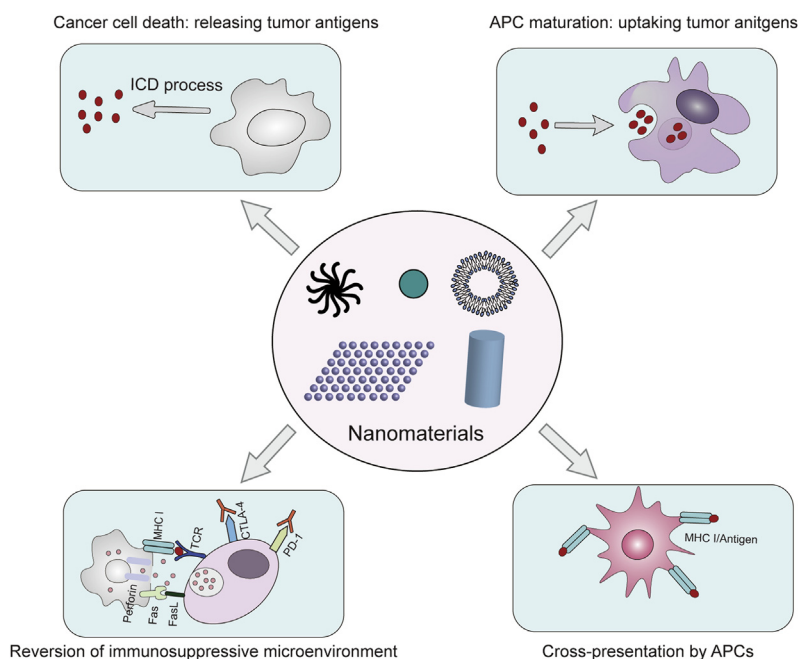 Cancer cell death: releasing tumor antigens
APC maturation: uptaking tumor anitgens
ICD process
Nanomaterials
MHC I
TCR
CTLA-4
PD-1
Perforin
Fas
FasL
MHC I/Antigen
Reversion of immunosuppressive microenvironment
Cross-presentation by APCs